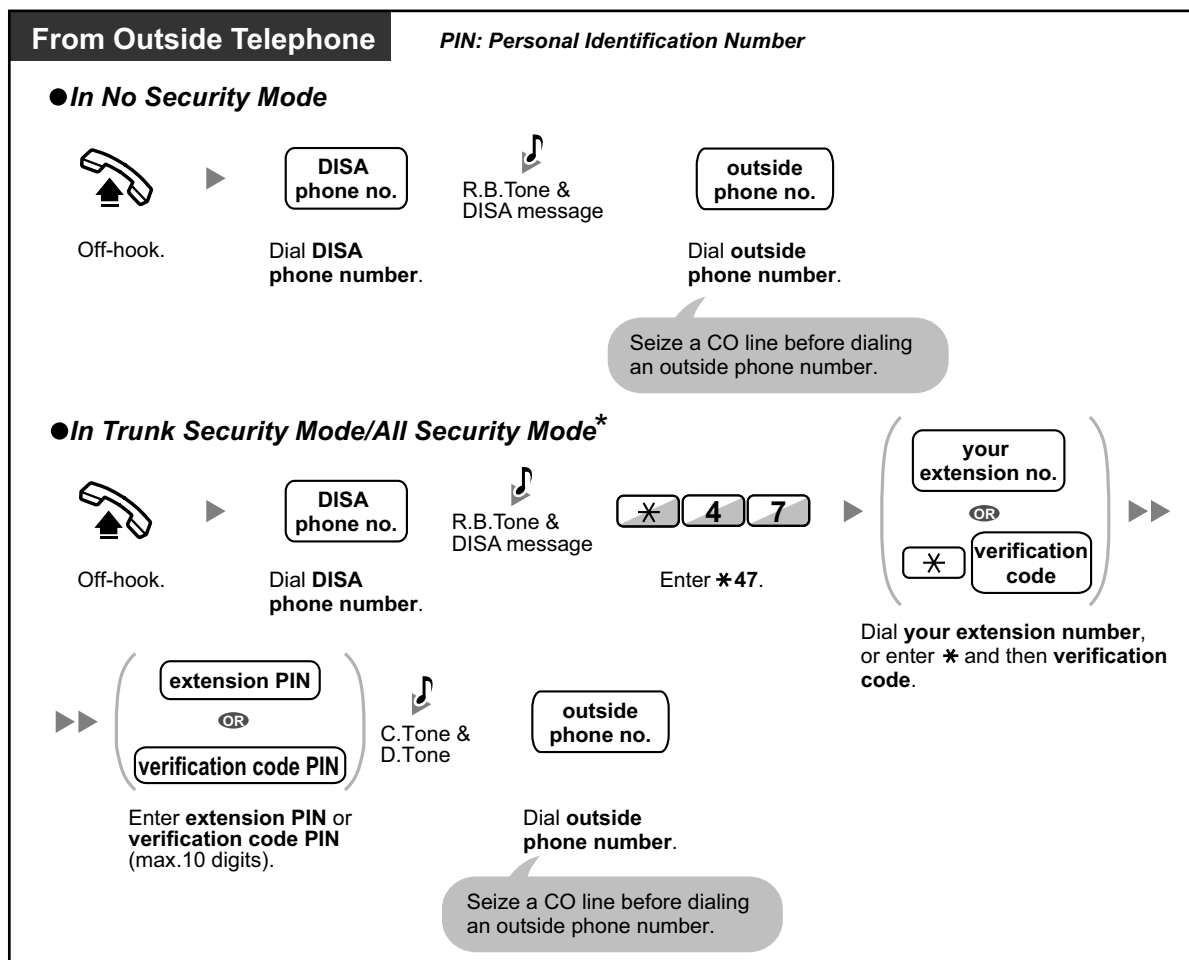 From Outside Telephone
PIN: Personal Identification Number
●In No Security Mode
DISA
phone no.
R.B.Tone &
DISA message
outside
phone no.
Off-hook.
Dial DISA
phone number.
Dial outside
phone number.
Seize a CO line before dialing
an outside phone number.
●In Trunk Security Mode/All Security Mode*
DISA
phone no.
R.B.Tone &
DISA message
* 4 7
your
extension no.
OR
* verification
code
Off-hook.
Dial DISA
phone number.
Enter *47.
Dial your extension number,
or enter * and then verification
code.
extension PIN
OR
verification code PIN
C.Tone &
D.Tone
outside
phone no.
Enter extension PIN or
verification code PIN
(max.10 digits).
Dial outside
phone number.
Seize a CO line before dialing
an outside phone number.